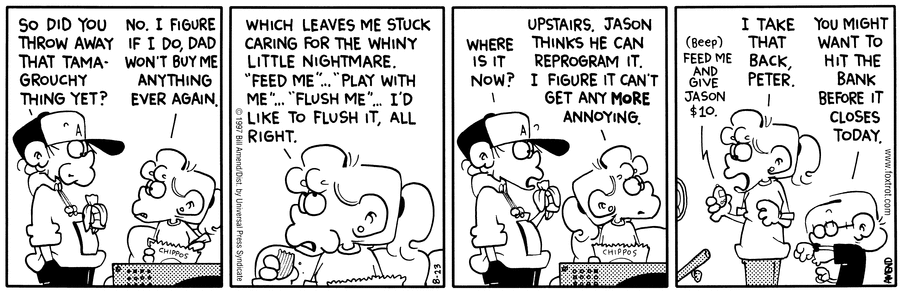 SO DID YOU
THROW AWAY
THAT TAMA-
GROUCHY
THING YET?
NO. I FIGURE
IF I DO, DAD
WON'T BUY ME
ANYTHING
EVER AGAIN.
A
CHIPPOS
WHICH LEAVES ME STUCK
CARING FOR THE WHINY
LITTLE NIGHTMARE.
"FEED ME"... "PLAY WITH
ME"... "FLUSH ME"... I'D
LIKE TO FLUSH IT, ALL
RIGHT.
© 1997 Bill Amend/Dist. by Universal Press Syndicate
8-23
WHERE
IS IT
NOW?
UPSTAIRS. JASON
THINKS HE CAN
REPROGRAM IT.
I FIGURE IT CAN'T
GET ANY MORE
ANNOYING.
A
CHIPPOS
(Beep)
FEED ME
AND
GIVE
JASON
$10.
I TAKE
THAT
BACK,
PETER.
YOU MIGHT
WANT TO
HIT THE
BANK
BEFORE IT
CLOSES
TODAY.
www.foxtrot.com
AMEND